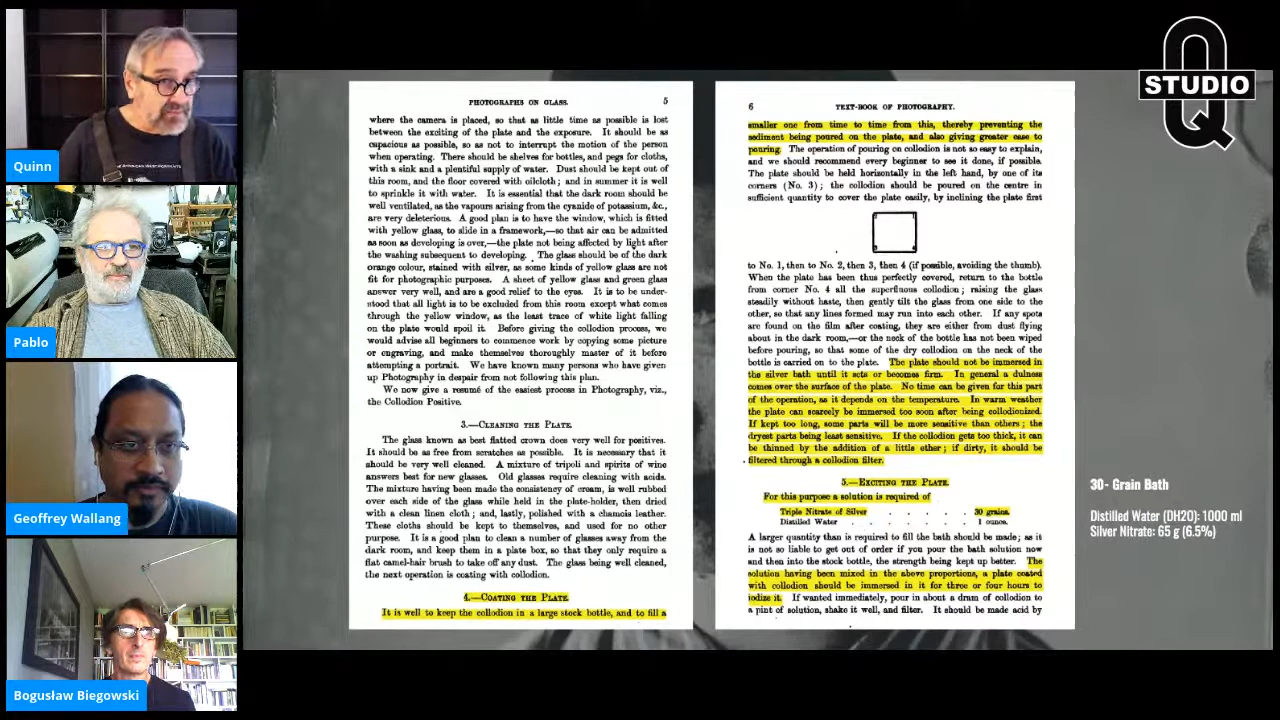 Quinn
Pablo
Geoffrey Wallang
Bogusław Biegowski
STUDIO
Q
PHOTOGRAPHS ON GLASS. 5
where the camera is placed, so that as little time as possible is lost
between the exciting of the plate and the exposure. It should be as
capacious as possible, so as not to interrupt the motion of the person
when operating. There should be shelves for bottles, and pegs for cloths,
with a sink and a plentiful supply of water. Dust should be kept out of
this room, and the floor covered with oilcloth; and in summer it is well
to sprinkle it with water. It is essential that the dark room should be
well ventilated, as the vapours arising from the cyanide of potassium, &c.,
are very deleterious. A good plan is to have the window, which is fitted
with yellow glass, to slide in a framework,—so that air can be admitted
as soon as developing is over,—the plate not being affected by light after
the washing subsequent to developing. The glass should be of the dark
orange colour, stained with silver, as some kinds of yellow glass are not
fit for photographic purposes. A sheet of yellow glass and green glass
answer very well, and are a good relief to the eyes. It is to be under-
stood that all light is to be excluded from this room except what comes
through the yellow window, as the least trace of white light falling
on the plate would spoil it. Before giving the collodion process, we
would advise all beginners to commence work by copying some picture
or engraving, and make themselves thoroughly master of it before
attempting a portrait. We have known many persons who have given
up Photography in despair from not following this plan.
We now give a resumé of the easiest process in Photography, viz.,
the Collodion Positive.
3.—CLEANING THE PLATE.
The glass known as best flatted crown does very well for positives.
It should be as free from scratches as possible. It is necessary that it
should be very well cleaned. A mixture of tripoli and spirits of wine
answers best for new glasses. Old glasses require cleaning with acids.
The mixture having been made the consistency of cream, is well rubbed
over each side of the glass while held in the plate-holder, then dried
with a clean linen cloth; and, lastly, polished with a chamois leather.
These cloths should be kept to themselves, and used for no other
purpose. It is a good plan to clean a number of glasses away from the
dark room, and keep them in a plate box, so that they only require a
flat camel-hair brush to take off any dust. The glass being well cleaned,
the next operation is coating with collodion.
4.—COATING THE PLATE.
It is well to keep the collodion in a large stock bottle, and to fill a
6 TEXT-BOOK OF PHOTOGRAPHY.
smaller one from time to time from this, thereby preventing the
sediment being poured on the plate, and also giving greater ease to
pouring. The operation of pouring on collodion is not so easy to explain,
and we should recommend every beginner to see it done, if possible.
The plate should be held horizontally in the left hand, by one of its
corners (No. 3); the collodion should be poured on the centre in
sufficient quantity to cover the plate easily, by inclining the plate first
to No. 1, then to No. 2, then 3, then 4 (if possible, avoiding the thumb).
When the plate has been thus perfectly covered, return to the bottle
from corner No. 4 all the superfluous collodion; raising the glass
steadily without haste, then gently tilt the glass from one side to the
other, so that any lines formed may run into each other. If any spots
are found on the film after coating, they are either from dust flying
about in the dark room,—or the neck of the bottle has not been wiped
before pouring, so that some of the dry collodion on the neck of the
bottle is carried on to the plate. The plate should not be immersed in
the silver bath until it sets or becomes firm. In general a dulness
comes over the surface of the plate. No time can be given for this part
of the operation, as it depends on the temperature. In warm weather
the plate can scarcely be immersed too soon after being collodionized.
If kept too long, some parts will be more sensitive than others; the
dryest parts being least sensitive. If the collodion gets too thick, it can
be thinned by the addition of a little other; if dirty, it should be
filtered through a collodion filter.
5.—EXCITING THE PLATE.
For this purpose a solution is required of
Triple Nitrate of Silver . . . . . 30 grains.
Distilled Water . . . . . . 1 ounce.
A larger quantity than is required to fill the bath should be made; as it
is not so liable to get out of order if you pour the bath solution now
and then into the stock bottle, the strength being kept up better. The
solution having been mixed in the above proportions, a plate coated
with collodion should be immersed in it for three or four hours to
iodize it. If wanted immediately, pour in about a dram of collodion to
a pint of solution, shake it well, and filter. It should be made acid by
30- Grain Bath
Distilled Water (DH2O): 1000 ml
Silver Nitrate: 65 g (6.5%)